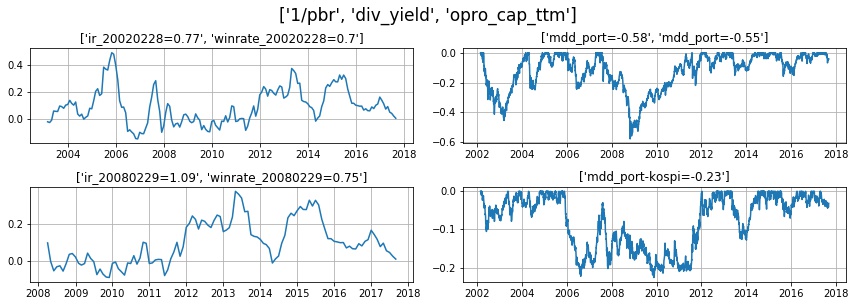 ['1/pbr', 'div_yield', 'opro_cap_ttm']
['ir_20020228=0.77', 'winrate_20020228=0.7']
0.4
0.2
0.0
2004 2006 2008 2010 2012 2014 2016 2018
['mdd_port=-0.58', 'mdd_port=-0.55']
0.0
−0.2
−0.4
−0.6
2002 2004 2006 2008 2010 2012 2014 2016 2018
['ir_20080229=1.09', 'winrate_20080229=0.75']
0.2
0.0
2008 2009 2010 2011 2012 2013 2014 2015 2016 2017 2018
['mdd_port-kospi=-0.23']
0.0
−0.1
−0.2
2002 2004 2006 2008 2010 2012 2014 2016 2018